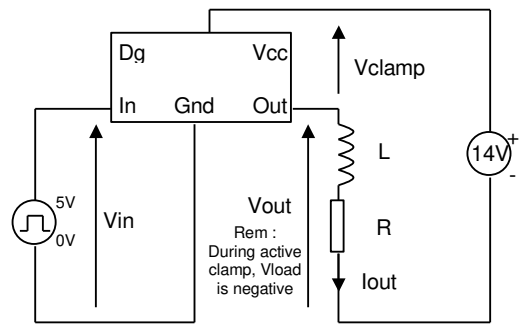 Dg Vcc
In Gnd Out
Vclamp
14V
+
-
L
5V
0V
Vin
Vout
Rem :
During active
clamp, Vload
is negative
R
Iout